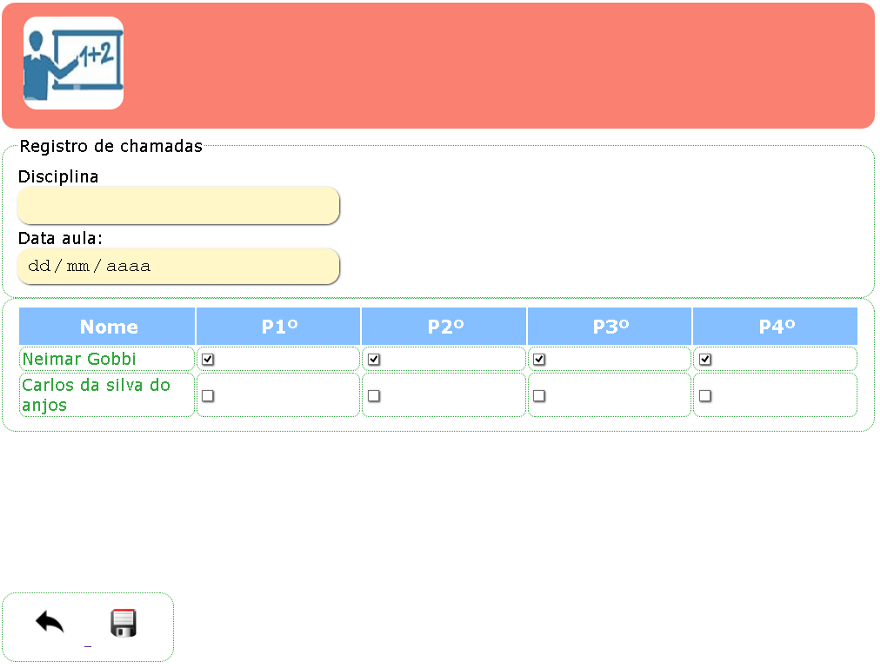 1+2
Registro de chamadas
Disciplina
Data aula:
dd/mm/aaaa
Nome P1º P2º P3º P4º
Neimar Gobbi
Carlos da silva do
anjos